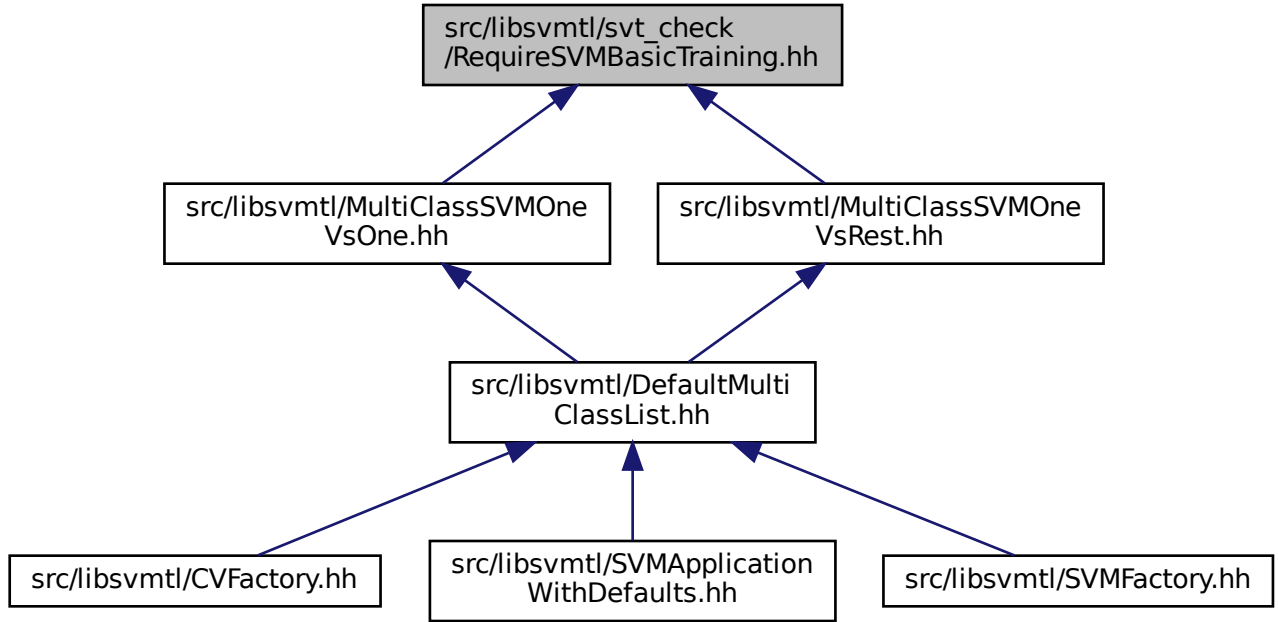 src/libsvmtl/svt_check
/RequireSVMBasicTraining.hh
src/libsvmtl/MultiClassSVMOne
VsOne.hh
src/libsvmtl/MultiClassSVMOne
VsRest.hh
src/libsvmtl/DefaultMulti
ClassList.hh
src/libsvmtl/CVFactory.hh
src/libsvmtl/SVMApplication
WithDefaults.hh
src/libsvmtl/SVMFactory.hh